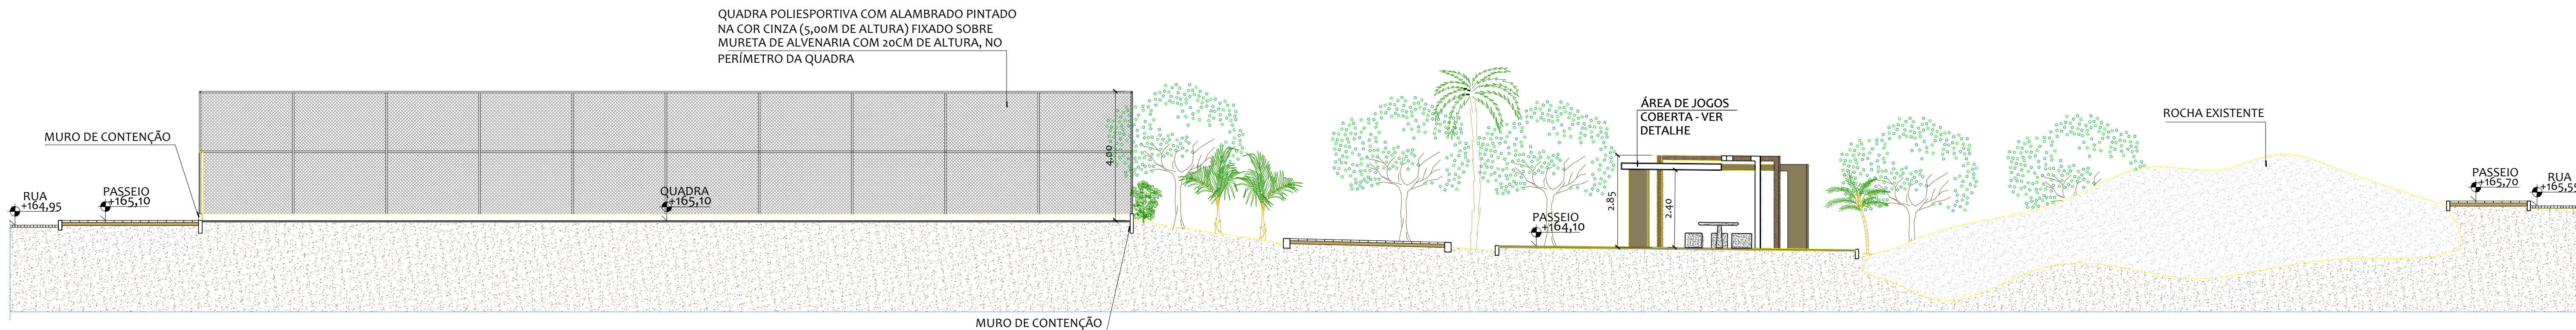 QUADRA POLIESPORTIVA COM ALAMBRADO PINTADO
NA COR CINZA (5,00M DE ALTURA) FIXADO SOBRE
MURETA DE ALVENARIA COM 20CM DE ALTURA, NO
PERÍMETRO DA QUADRA
MURO DE CONTENÇÃO
RUA
+164,95
PASSEIO
+165,10
QUADRA
+165,10
4.00
MURO DE CONTENÇÃO
PASSEIO
+164,10
2.85
2.40
ÁREA DE JOGOS
COBERTA - VER
DETALHE
ROCHA EXISTENTE
PASSEIO
+165,70
RUA
+165,55